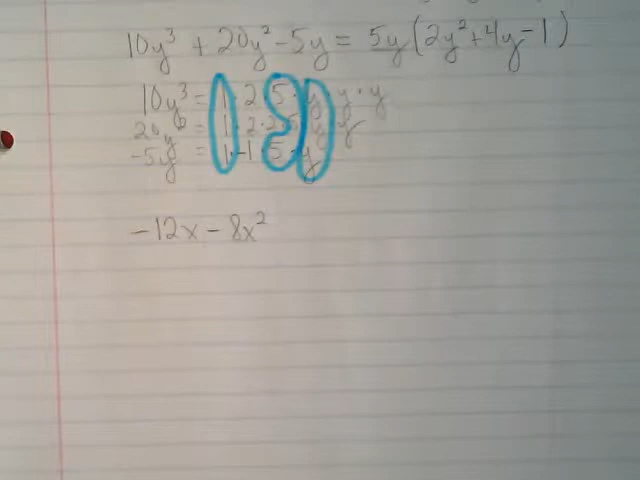 10y³ + 20y² - 5y = 5y(2y² + 4y - 1)
10y³ = 1 · 2 · 5 · y · y · y
20y² = 1 · 2 · 2 · 5 · y · y
-5y = 1 · -1 · 5 · y
-12x - 8x²